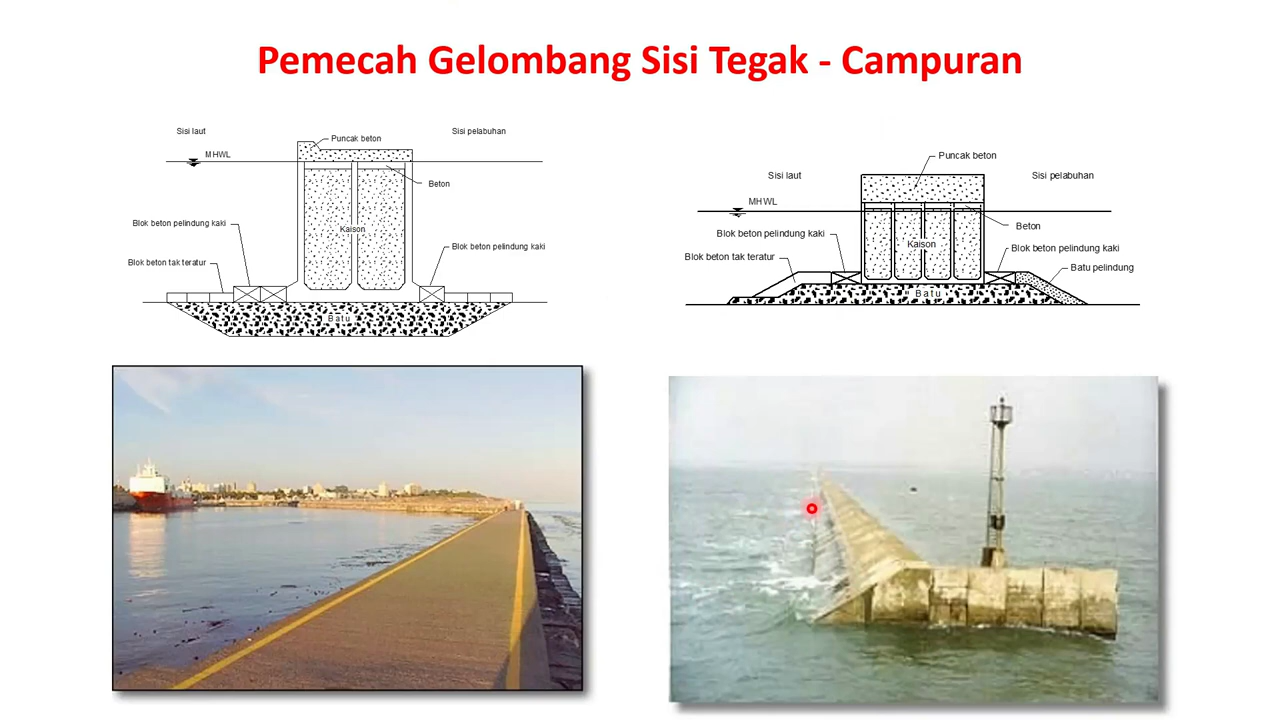 Pemecah Gelombang Sisi Tegak - Campuran
Sisi laut
Sisi pelabuhan
Puncak beton
MHWL
Beton
Blok beton pelindung kaki
Kaison
Blok beton pelindung kaki
Blok beton tak teratur
Batu
Puncak beton
Sisi laut
Sisi pelabuhan
MHWL
Beton
Blok beton pelindung kaki
Kaison
Blok beton pelindung kaki
Blok beton tak teratur
Batu pelindung
Batu